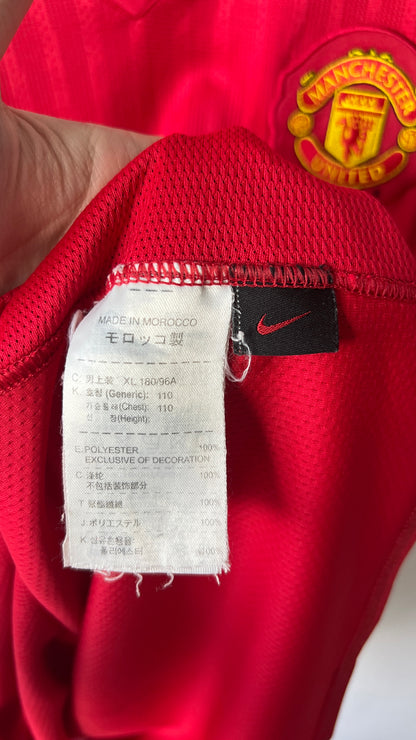 MANCHESTER
UNITED
MADE IN MOROCCO
モロッコ製
C: 男上装 XL 180/96A
K. 호칭 (Generic): 110
가슴둘레(Chest): 110
신 장(Height):
E:POLYESTER 100%
EXCLUSIVE OF DECORATION
C:涤纶 100%
不包括装饰部分
T: 聚酯纖維 100%
J:ポリエステル 100%
K:섬유혼용율
폴리에스터 100%